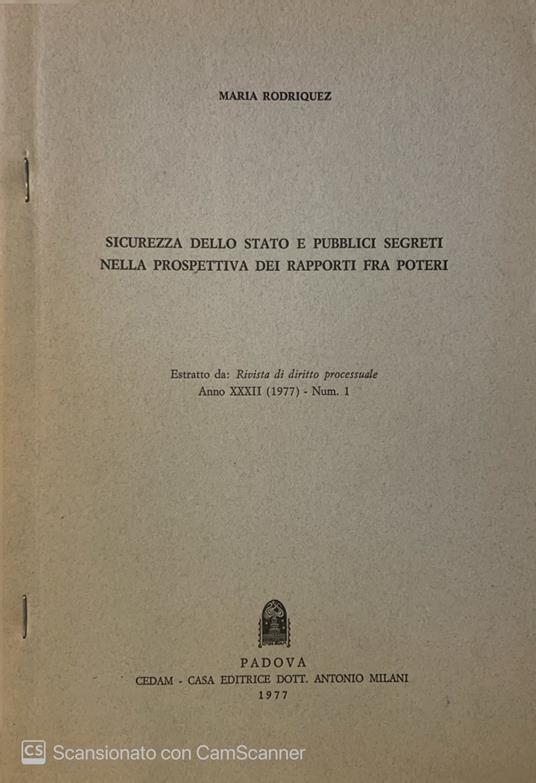 MARIA RODRIQUEZ
SICUREZZA DELLO STATO E PUBBLICI SEGRETI
NELLA PROSPETTIVA DEI RAPPORTI FRA POTERI
Estratto da: Rivista di diritto processuale
Anno XXXII (1977) - Num. 1
PADOVA
CEDAM - CASA EDITRICE DOTT. ANTONIO MILANI
1977
CS Scansionato con CamScanner